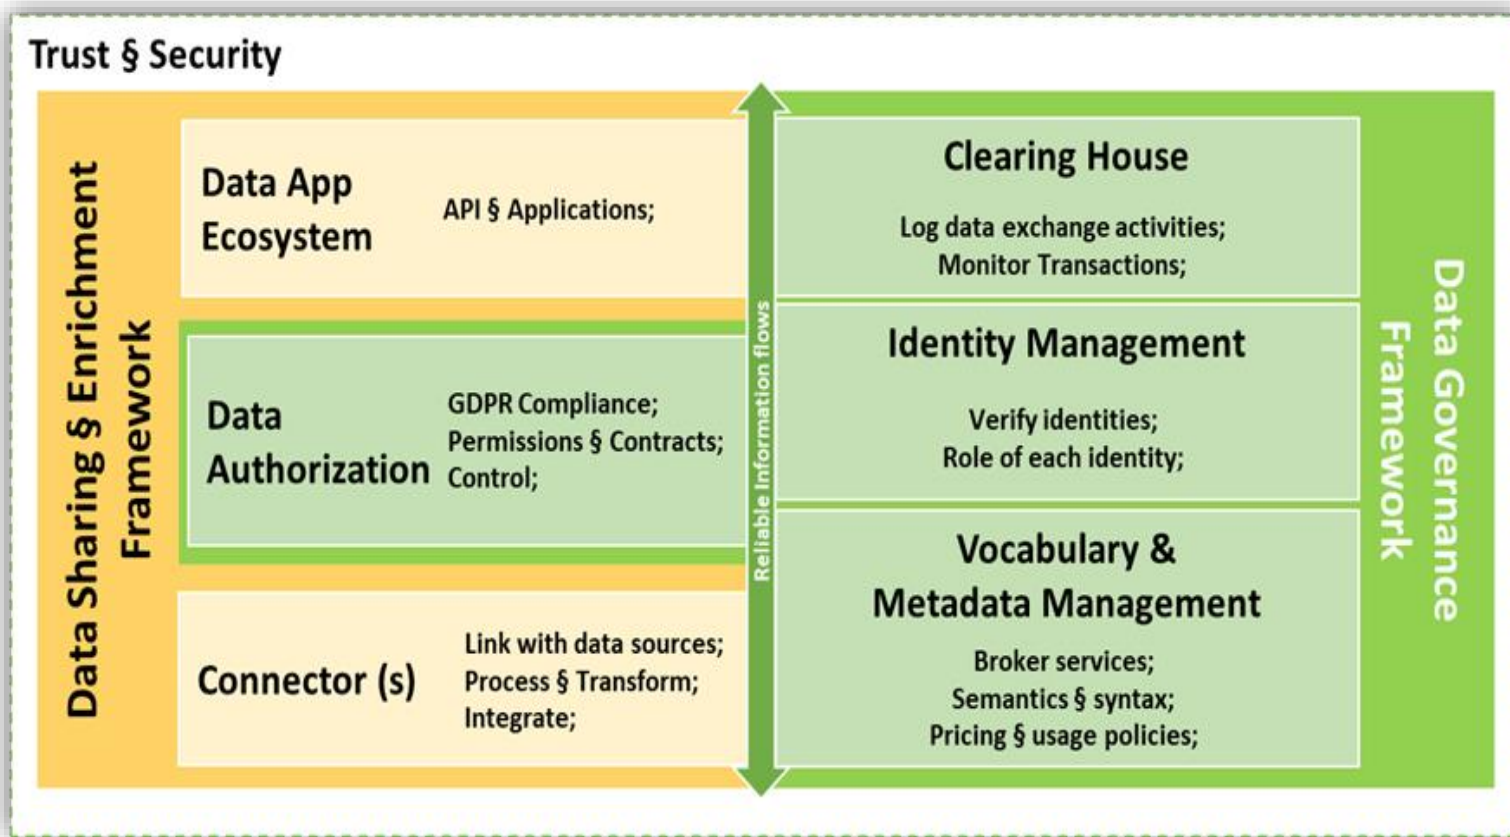 Trust § Security
Data Sharing § Enrichment
Framework
Data App
Ecosystem
API § Applications;
Data
Authorization
GDPR Compliance;
Permissions § Contracts;
Control;
Connector (s)
Link with data sources;
Process § Transform;
Integrate;
Reliable Information flows
Clearing House
Log data exchange activities;
Monitor Transactions;
Identity Management
Verify identities;
Role of each identity;
Vocabulary &
Metadata Management
Broker services;
Semantics § syntax;
Pricing § usage policies;
Data Governance
Framework